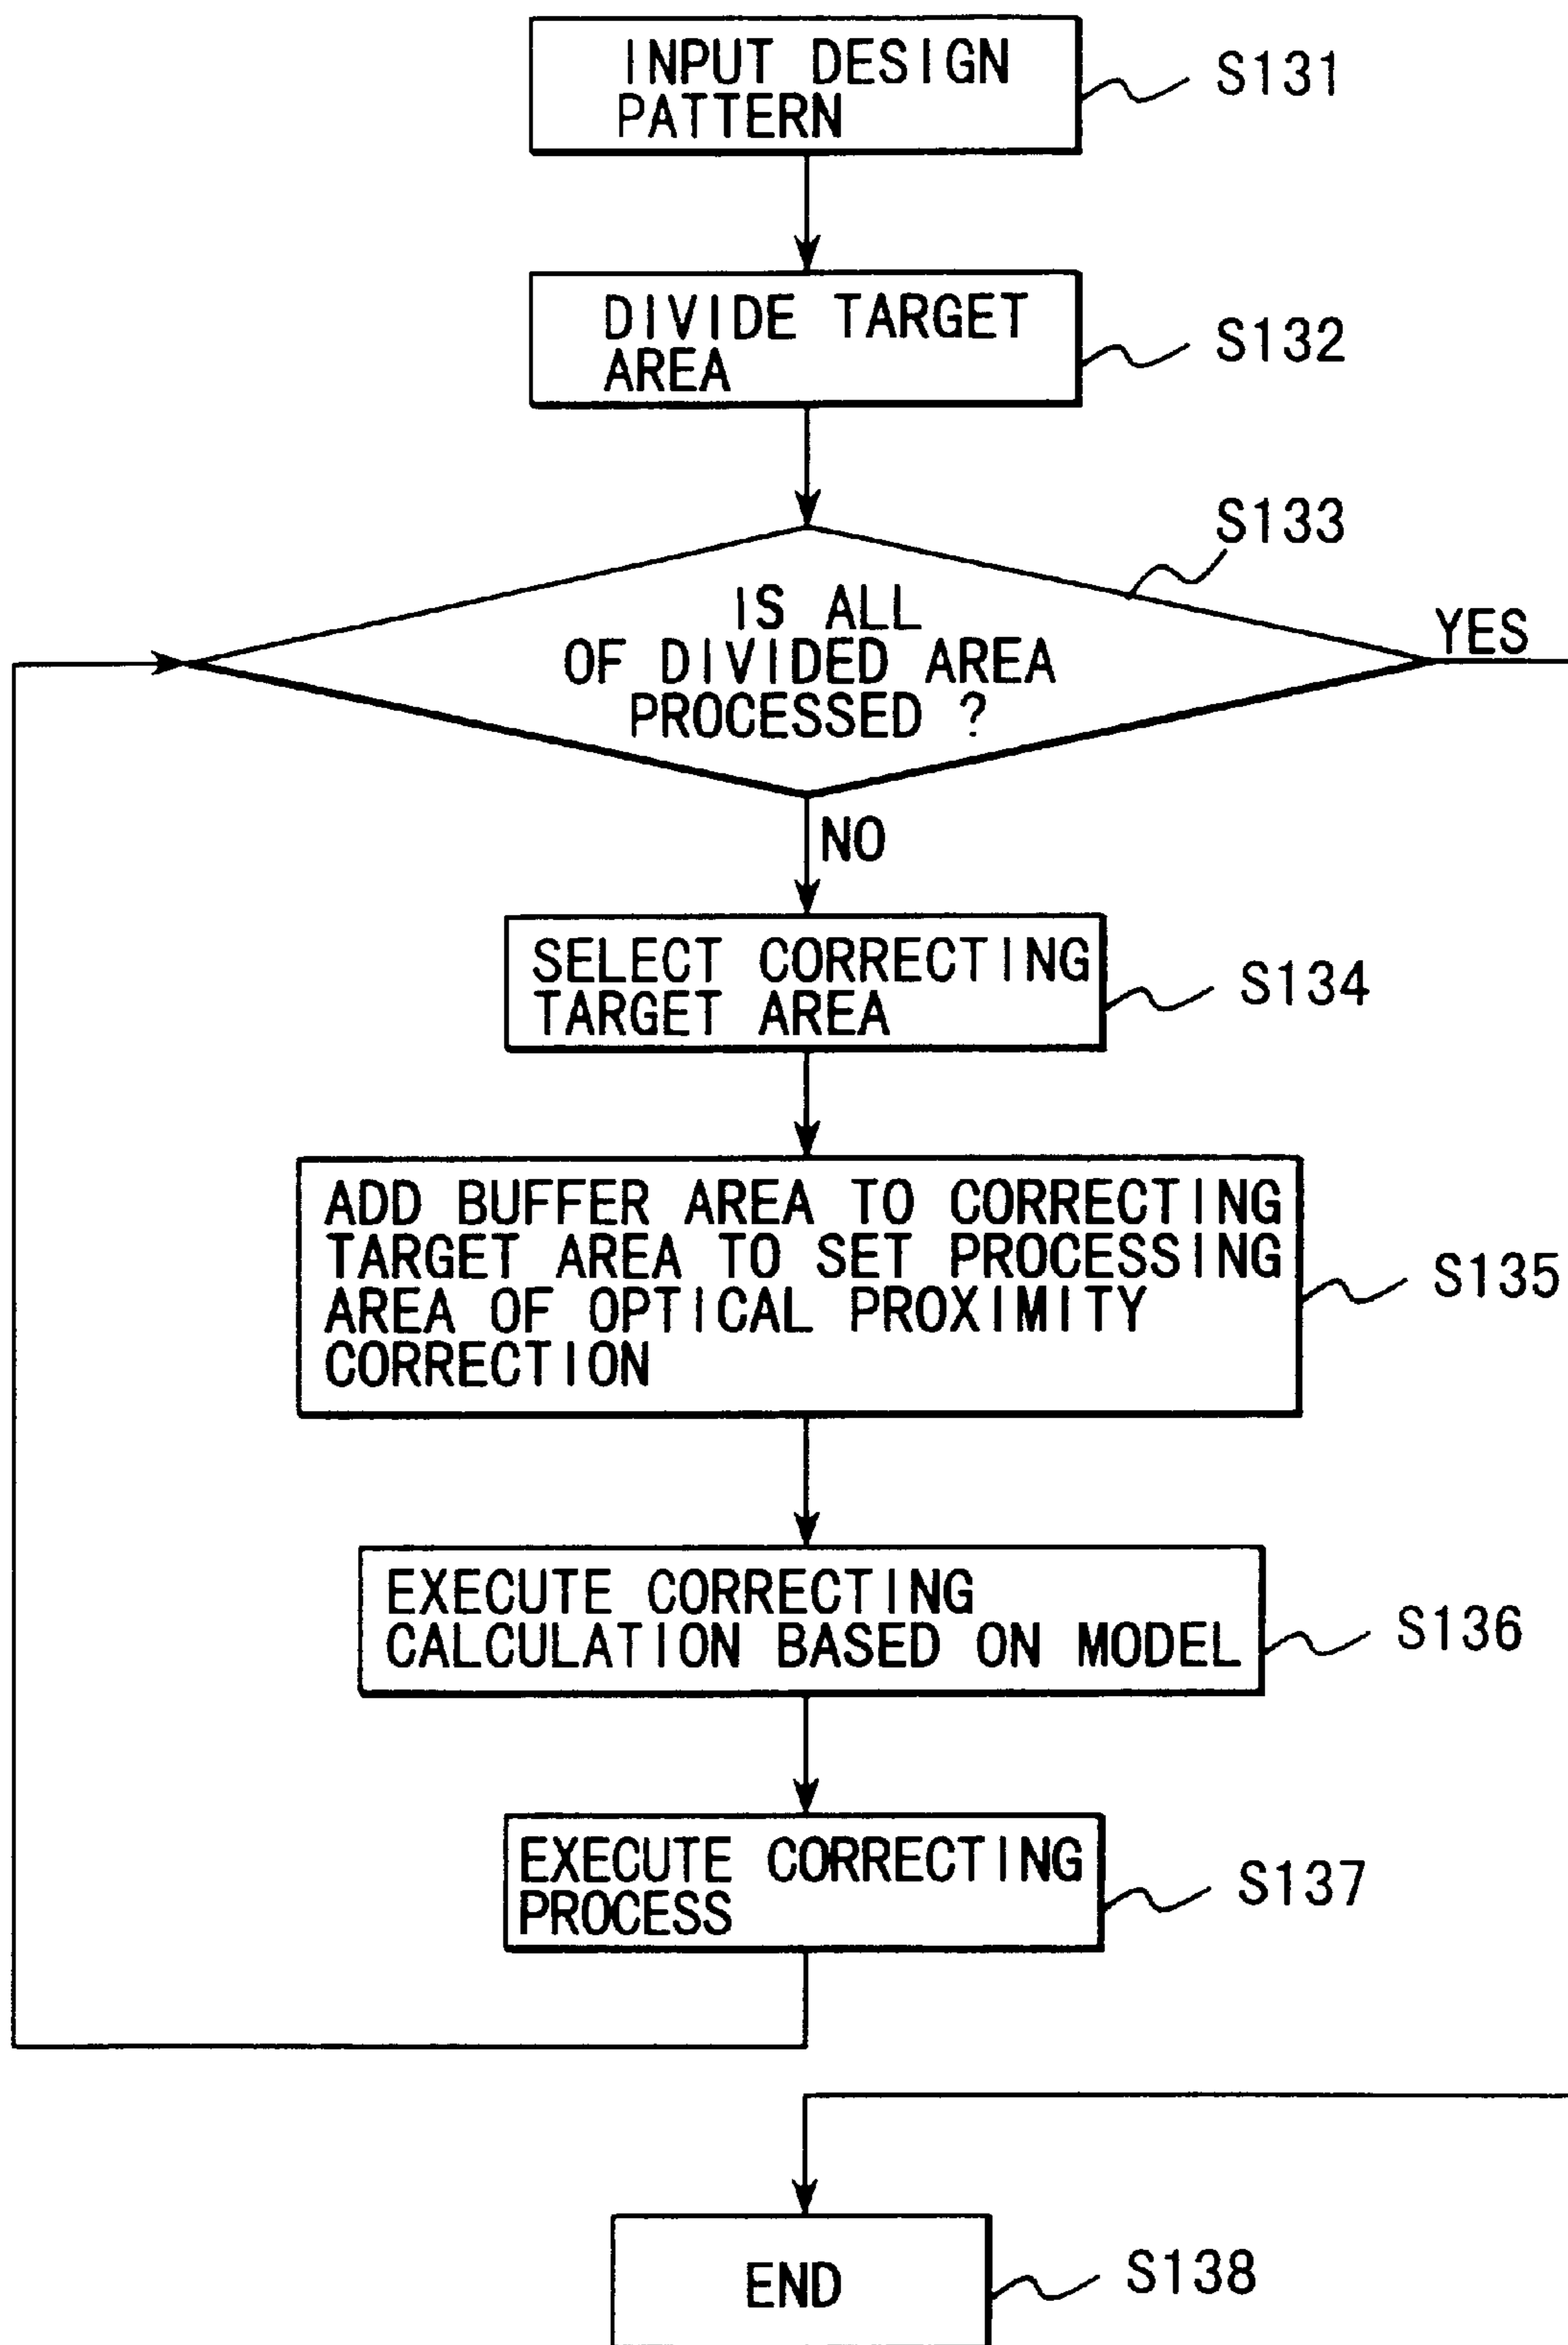 INPUT DESIGN
PATTERN
S131
DIVIDE TARGET
AREA
S132
S133
IS ALL
OF DIVIDED AREA
PROCESSED ?
YES
NO
SELECT CORRECTING
TARGET AREA
S134
ADD BUFFER AREA TO CORRECTING
TARGET AREA TO SET PROCESSING
AREA OF OPTICAL PROXIMITY
CORRECTION
S135
EXECUTE CORRECTING
CALCULATION BASED ON MODEL
S136
EXECUTE CORRECTING
PROCESS
S137
END
S138